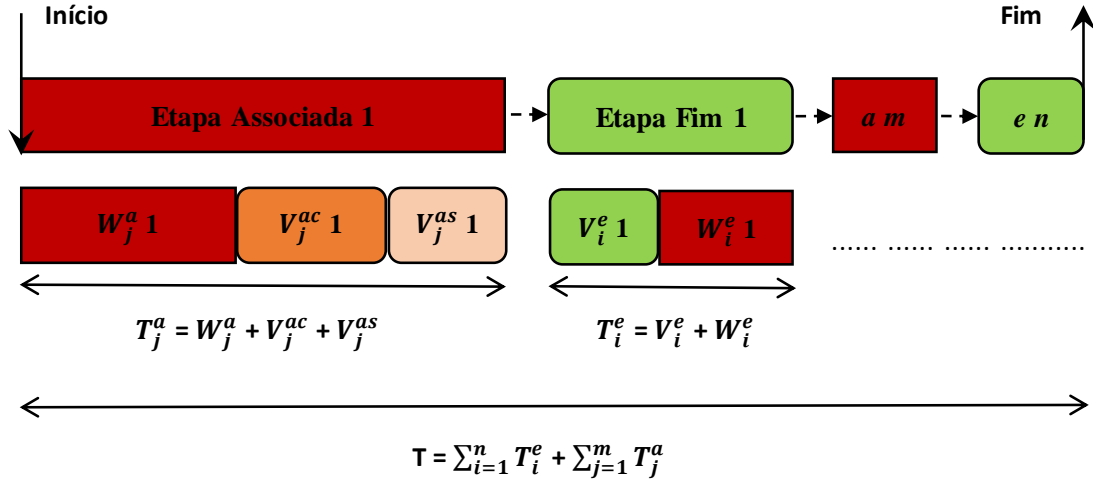 Início Fim
Etapa Associada 1 Etapa Fim 1 a m e n
W_j^a 1 V_j^{ac} 1 V_j^{as} 1 V_i^e 1 W_i^e 1 ...... ...... ...... ...........
T_j^a = W_j^a + V_j^{ac} + V_j^{as} T_i^e = V_i^e + W_i^e
T = ∑_{i=1}^n T_i^e + ∑_{j=1}^m T_j^a